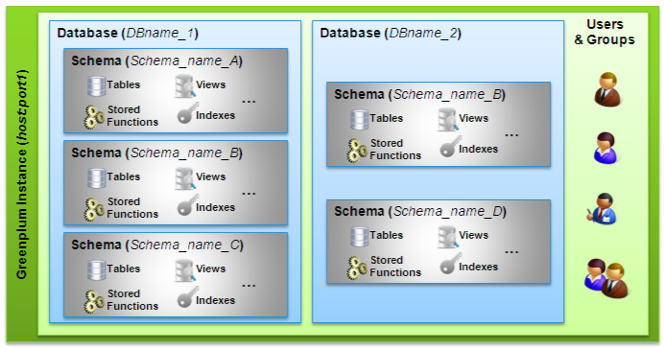 Greenplum Instance (host:port1)
Database (DBname_1)
Schema (Schema_name_A)
Tables
Views
Stored
Functions
Indexes
...
Schema (Schema_name_B)
Tables
Views
Stored
Functions
Indexes
...
Schema (Schema_name_C)
Tables
Views
Stored
Functions
Indexes
...
Database (DBname_2)
Schema (Schema_name_B)
Tables
Views
Stored
Functions
Indexes
...
Schema (Schema_name_D)
Tables
Views
Stored
Functions
Indexes
...
Users
& Groups